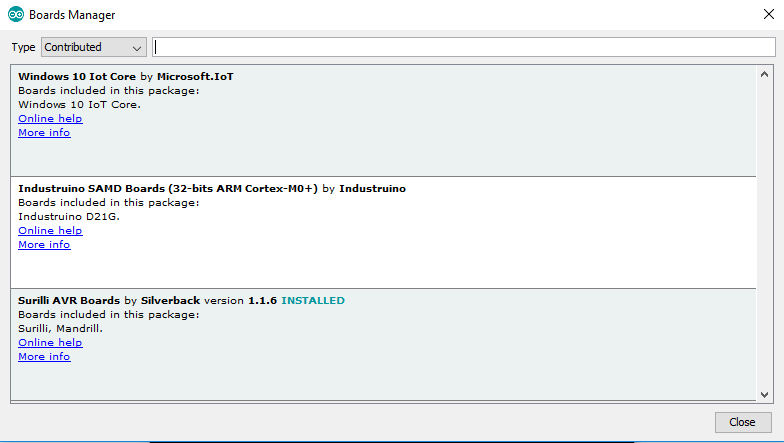 Boards Manager
Type Contributed
Windows 10 Iot Core by Microsoft.IoT
Boards included in this package:
Windows 10 IoT Core.
Online help
More info
Industruino SAMD Boards (32-bits ARM Cortex-M0+) by Industruino
Boards included in this package:
Industruino D21G.
Online help
More info
Surilli AVR Boards by Silverback version 1.1.6 INSTALLED
Boards included in this package:
Surilli, Mandrill.
Online help
More info
Close